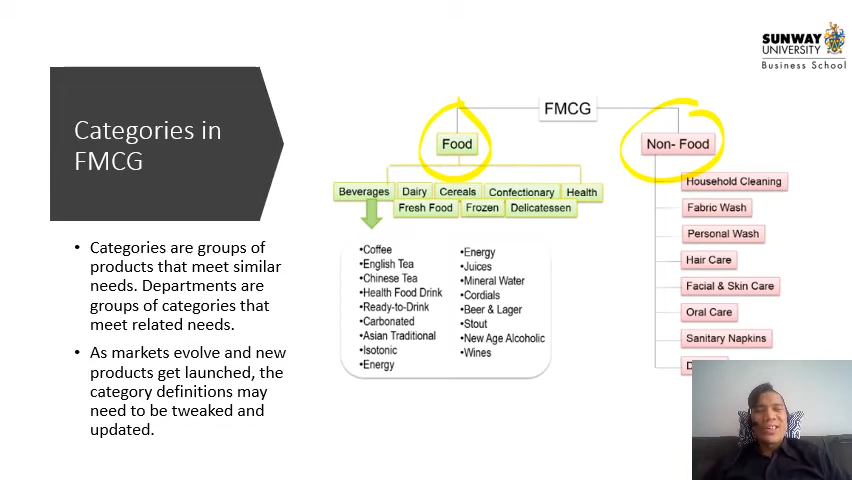 SUNWAY
UNIVERSITY
Business School
Categories in
FMCG
• Categories are groups of
products that meet similar
needs. Departments are
groups of categories that
meet related needs.
• As markets evolve and new
products get launched, the
category definitions may
need to be tweaked and
updated.
FMCG
Food
Non- Food
Beverages Dairy Cereals Confectionary Health
Fresh Food Frozen Delicatessen
•Coffee
•English Tea
•Chinese Tea
•Health Food Drink
•Ready-to-Drink
•Carbonated
•Asian Traditional
•Isotonic
•Energy
•Energy
•Juices
•Mineral Water
•Cordials
•Beer & Lager
•Stout
•New Age Alcoholic
•Wines
Household Cleaning
Fabric Wash
Personal Wash
Hair Care
Facial & Skin Care
Oral Care
Sanitary Napkins